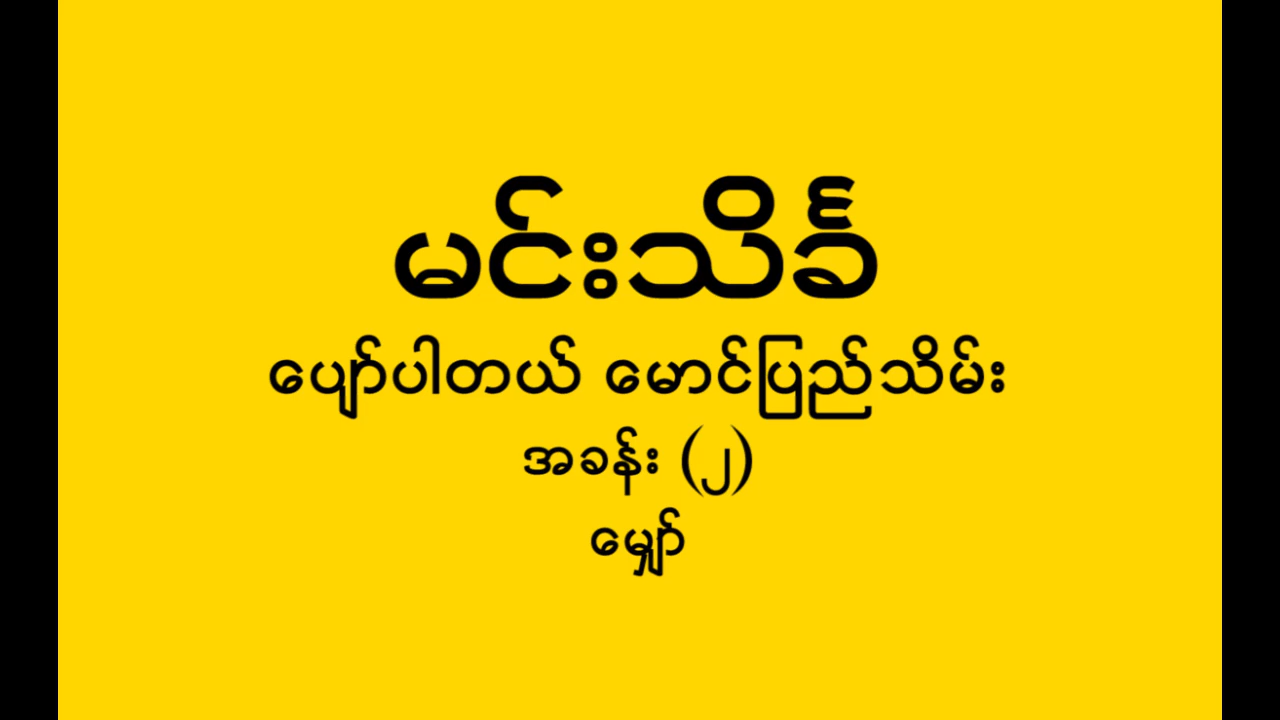 မင်းသိင်္ခ
ပျော်ပါတယ် မောင်ပြည်သိမ်း
အခန်း (၂)
မျှော်